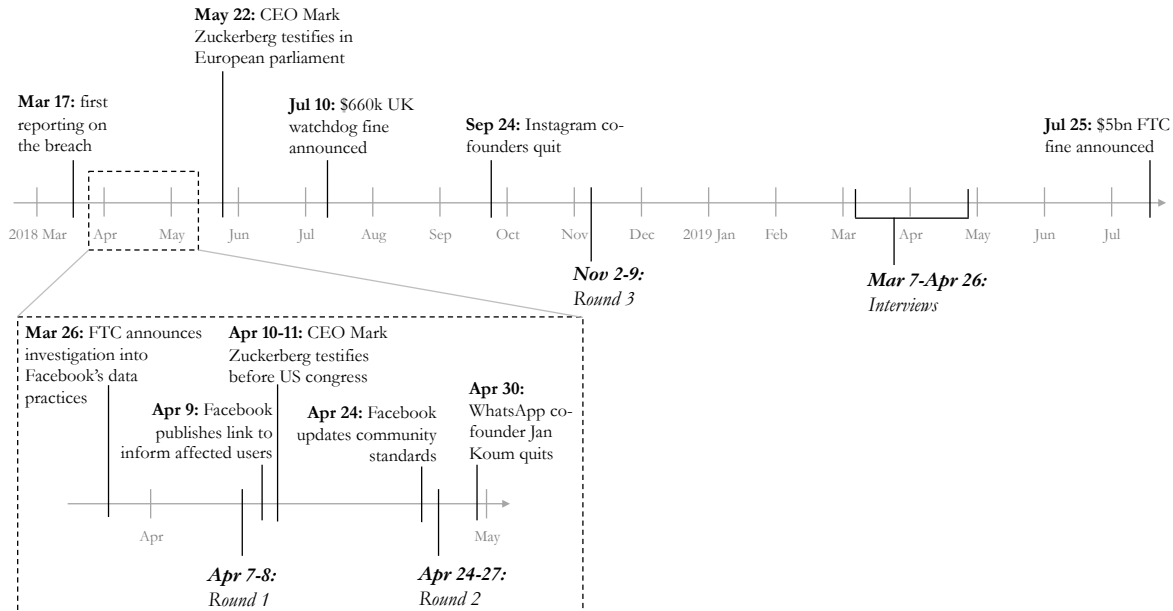 May 22: CEO Mark
Zuckerberg testifies in
European parliament
Mar 17: first
reporting on
the breach
Jul 10: $660k UK
watchdog fine
announced
Sep 24: Instagram co-
founders quit
Jul 25: $5bn FTC
fine announced
2018 Mar Apr May Jun Jul Aug Sep Oct Nov Dec 2019 Jan Feb Mar Apr May Jun Jul
Nov 2-9:
Round 3
Mar 7-Apr 26:
Interviews
Mar 26: FTC announces
investigation into
Facebook's data
practices
Apr 10-11: CEO Mark
Zuckerberg testifies
before US congress
Apr 9: Facebook
publishes link to
inform affected users
Apr 24: Facebook
updates community
standards
Apr 30:
WhatsApp co-
founder Jan
Koum quits
Apr May
Apr 7-8:
Round 1
Apr 24-27:
Round 2